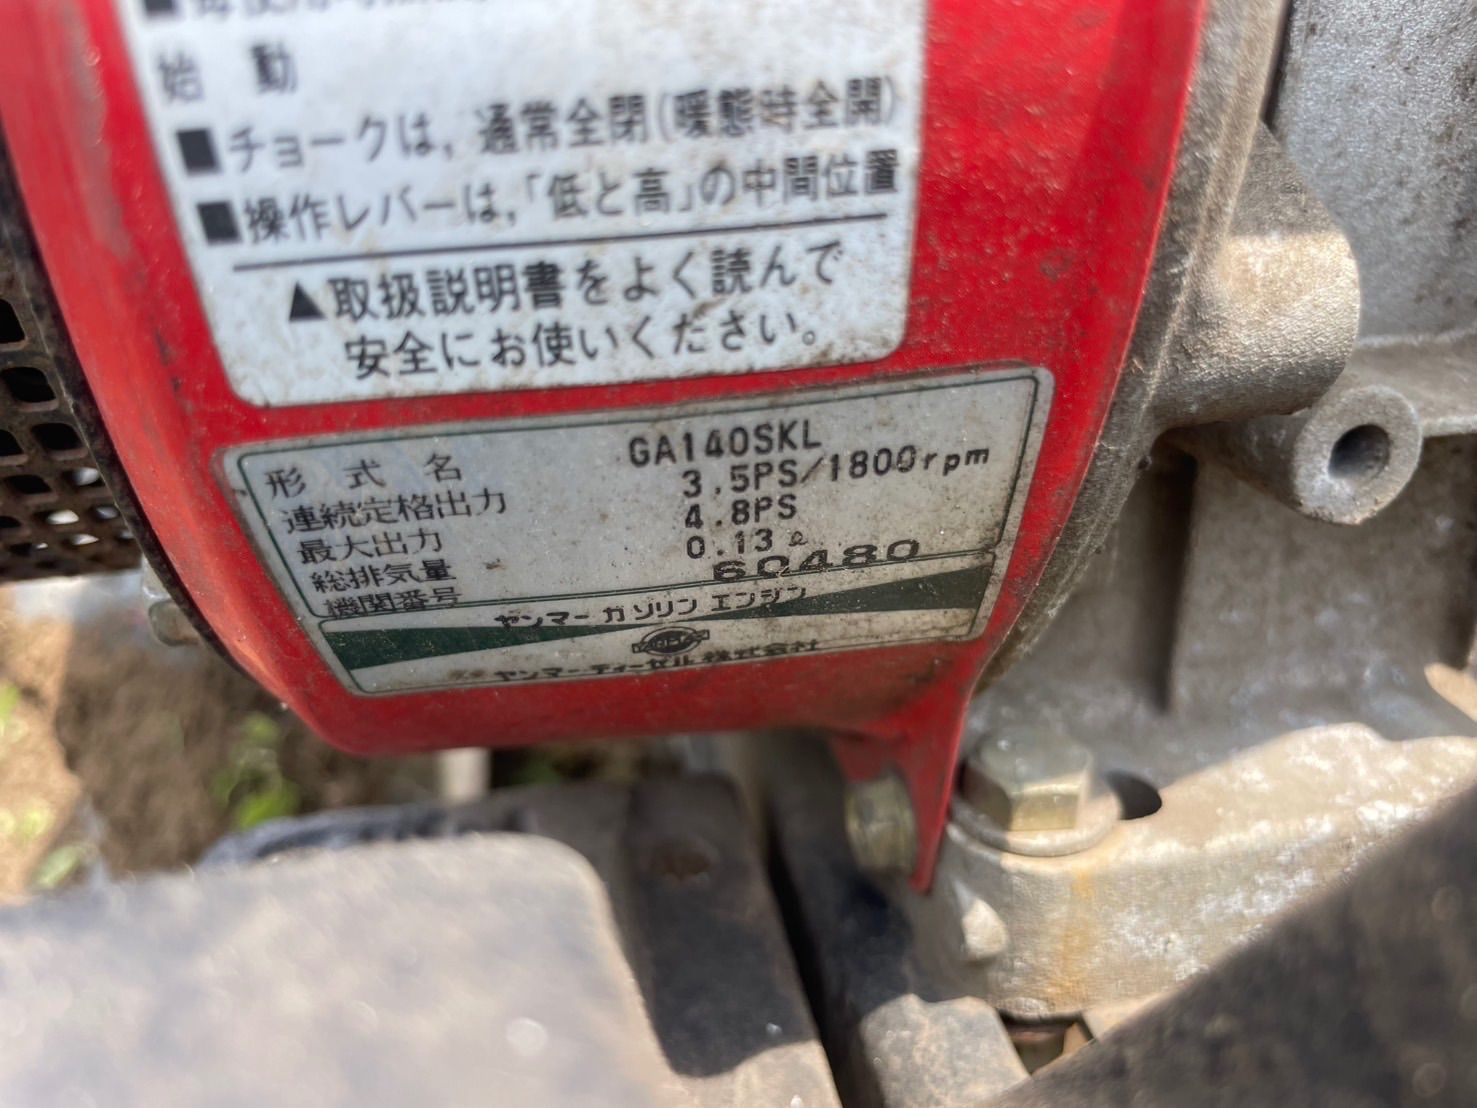 始 動
■チョークは,通常全閉(暖態時全開)
■操作レバーは,「低と高」の中間位置
▲取扱説明書をよく読んで
安全にお使いください。
形式名 GA140SKL
連続定格出力 3.5PS/1800rpm
最大出力 4.8PS
総排気量 0.13ℓ
機関番号 60480
ヤンマーガソリンエンジン
ヤンマーディーゼル株式会社